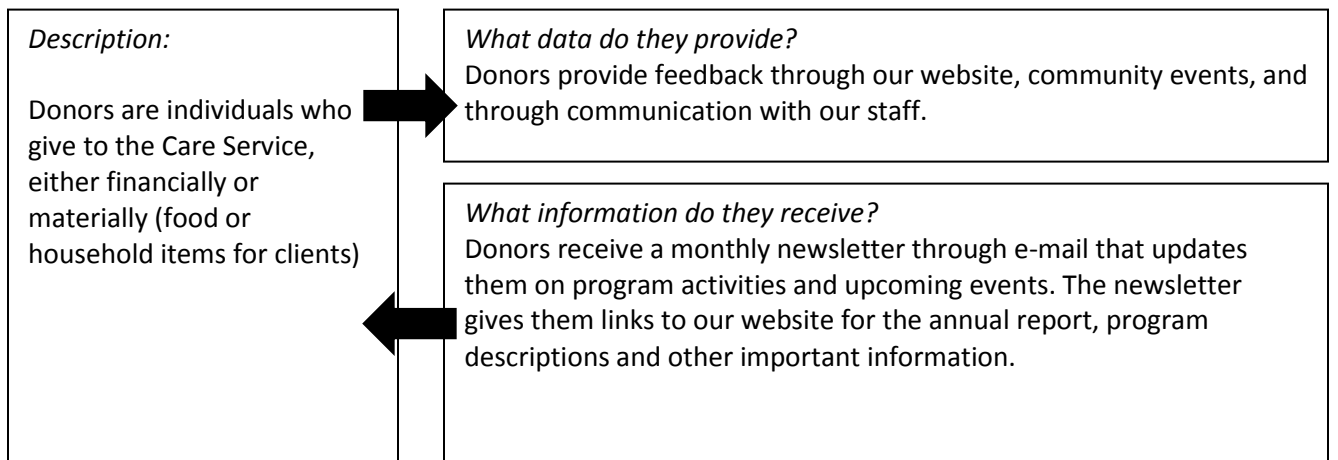 Description:
Donors are individuals who
give to the Care Service,
either financially or
materially (food or
household items for clients)
What data do they provide?
Donors provide feedback through our website, community events, and
through communication with our staff.
What information do they receive?
Donors receive a monthly newsletter through e-mail that updates
them on program activities and upcoming events. The newsletter
gives them links to our website for the annual report, program
descriptions and other important information.